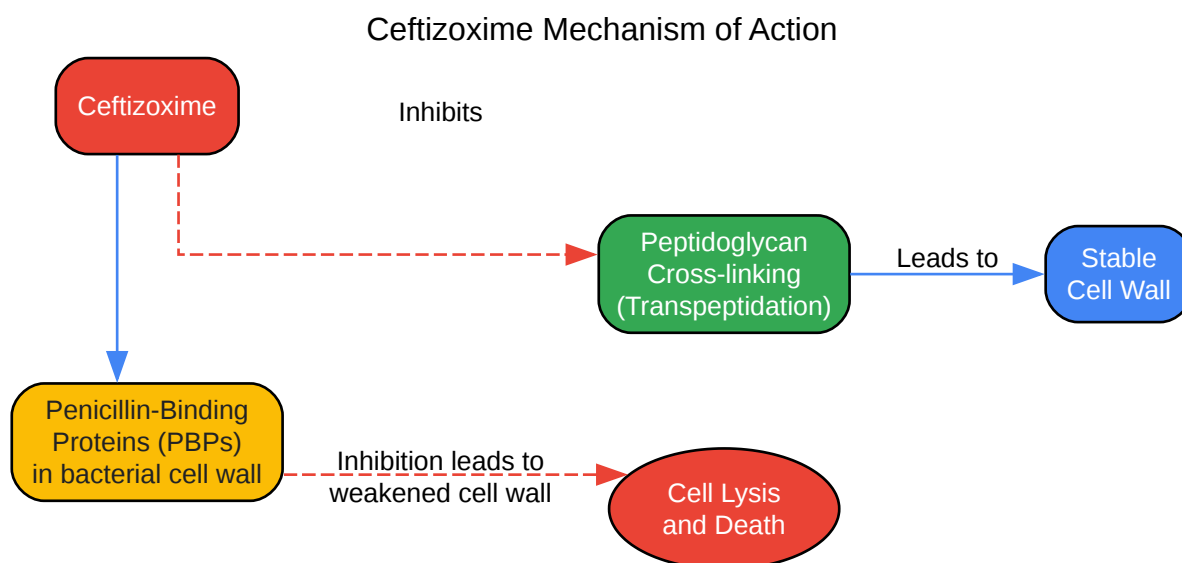 Ceftizoxime Mechanism of Action
Ceftizoxime
Inhibits
Peptidoglycan
Cross-linking
(Transpeptidation)
Leads to
Stable
Cell Wall
Penicillin-Binding
Proteins (PBPs)
in bacterial cell wall
Inhibition leads to
weakened cell wall
Cell Lysis
and Death